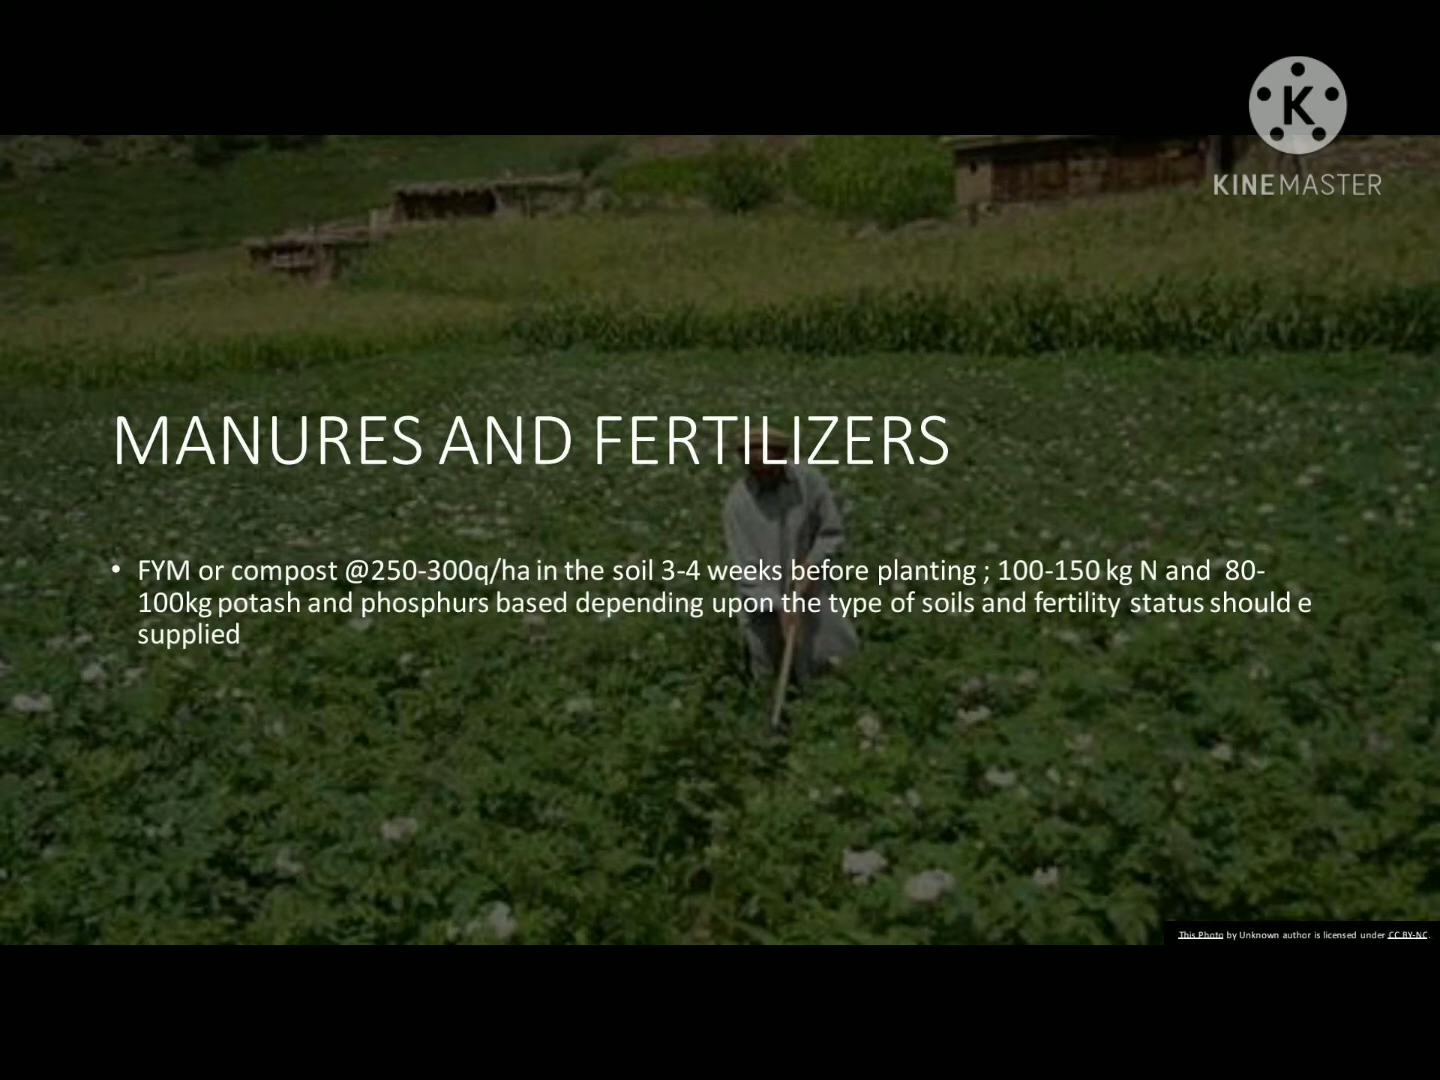 K
KINEMASTER
MANURES AND FERTILIZERS
• FYM or compost @250-300q/ha in the soil 3-4 weeks before planting ; 100-150 kg N and 80-
100kg potash and phosphurs based depending upon the type of soils and fertility status should e
supplied
This Photo by Unknown author is licensed under CC BY-NC.